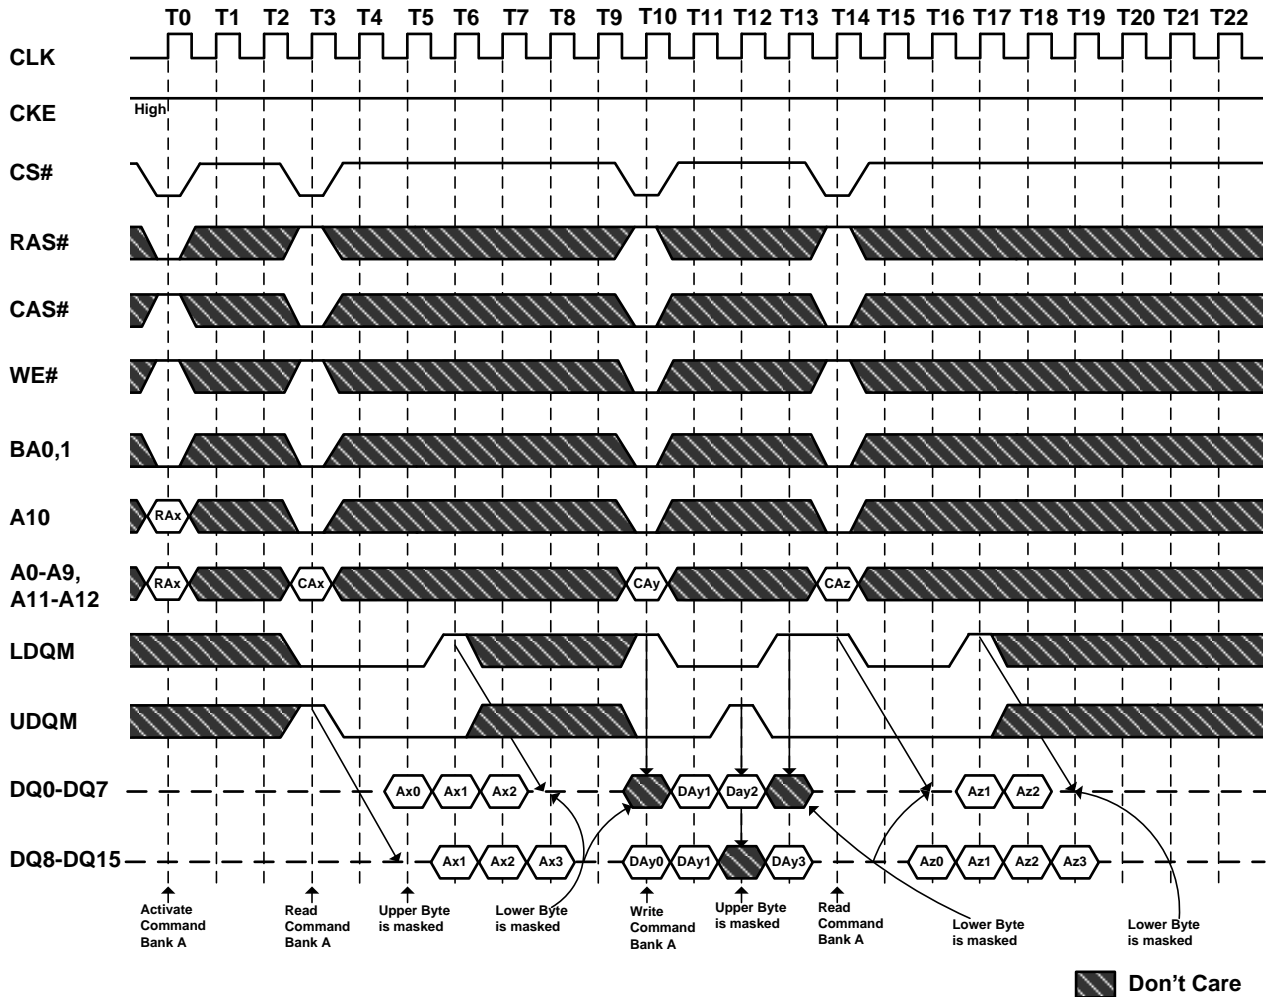 T0 T1 T2 T3 T4 T5 T6 T7 T8 T9 T10 T11 T12 T13 T14 T15 T16 T17 T18 T19 T20 T21 T22
CLK
CKE High
CS#
RAS#
CAS#
WE#
BA0,1
A10 RAx
A0-A9,
A11-A12 RAx CAx CAy CAz
LDQM
UDQM
DQ0-DQ7 Ax0 Ax1 Ax2 DAy1 Day2 Az1 Az2
DQ8-DQ15 Ax1 Ax2 Ax3 DAy0 DAy1 DAy3 Az0 Az1 Az2 Az3
Activate
Command
Bank A
Read
Command
Bank A
Upper Byte
is masked
Lower Byte
is masked
Write
Command
Bank A
Upper Byte
is masked
Read
Command
Bank A
Lower Byte
is masked
Lower Byte
is masked
Don't Care